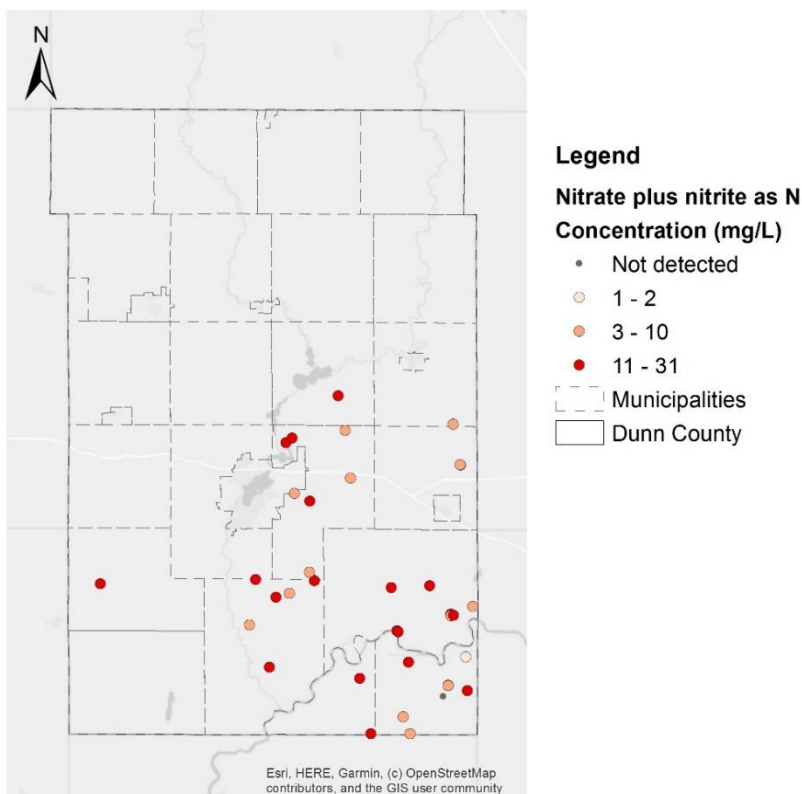 N
Legend
Nitrate plus nitrite as N
Concentration (mg/L)
Not detected
1 - 2
3 - 10
11 - 31
Municipalities
Dunn County
Esri, HERE, Garmin, (c) OpenStreetMap
contributors, and the GIS user community